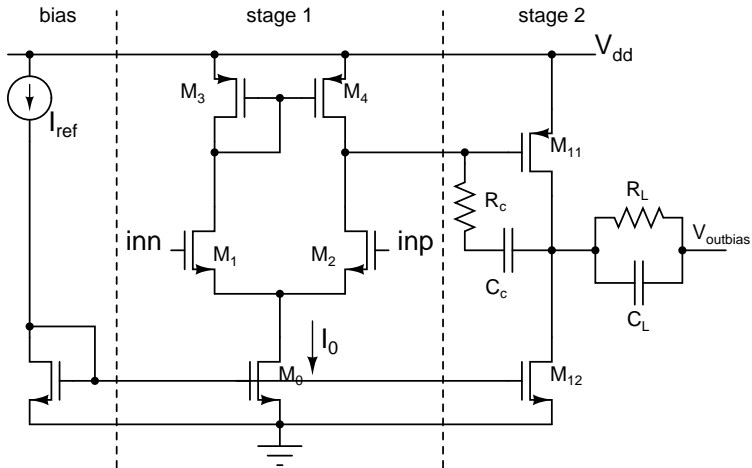 bias
stage 1
stage 2
V_dd
M_3
M_4
I_ref
M_11
R_c
R_L
inn
M_1
M_2
inp
V_outbias
C_c
C_L
I_0
M_0
M_12